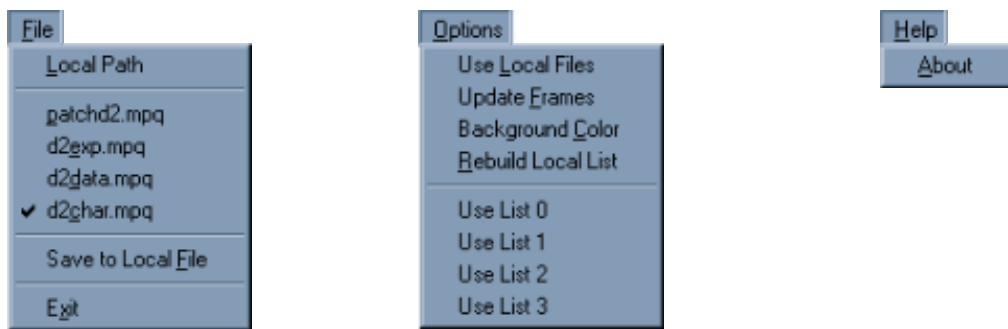 File
Local Path
patchd2.mpq
d2exp.mpq
d2data.mpq
d2char.mpq
Save to Local File
Exit
Options
Use Local Files
Update Frames
Background Color
Rebuild Local List
Use List 0
Use List 1
Use List 2
Use List 3
Help
About